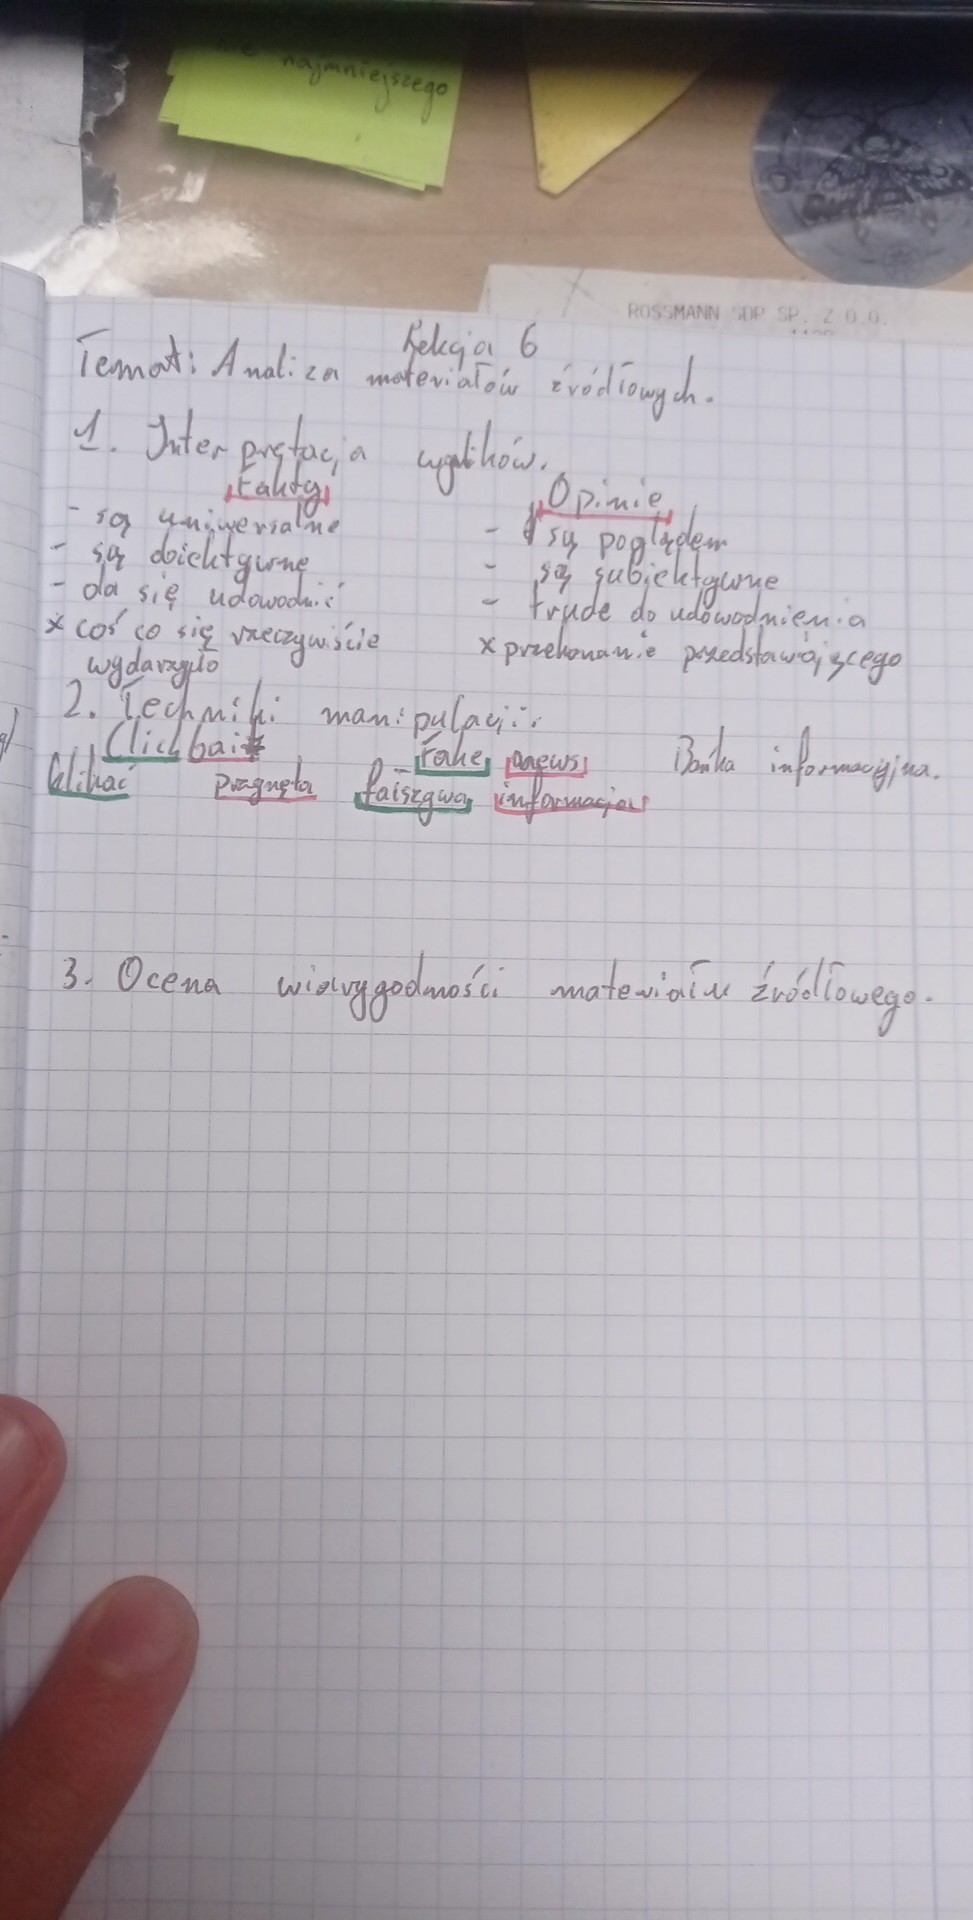 najmniejszego
ROSSMANN SDP SP. Z O.O.
Lekcja 6
Temat: Analiza materiałów źródłowych.
1. Interpretacja wyników.
Fakty Opinie
- są uniwersalne - są poglądem
- są obiektywne - są subiektywne
- da się udowodnić - trude do udowodnienia
x coś co się rzeczywiście x przekonanie przedstawiającego
wydarzyło
2. Techniki manipulacji.
Clickbait fake news Bańka informacyjna.
klikać przynęta fałszywa informacja
3. Ocena wiarygodności materiału źródłowego.